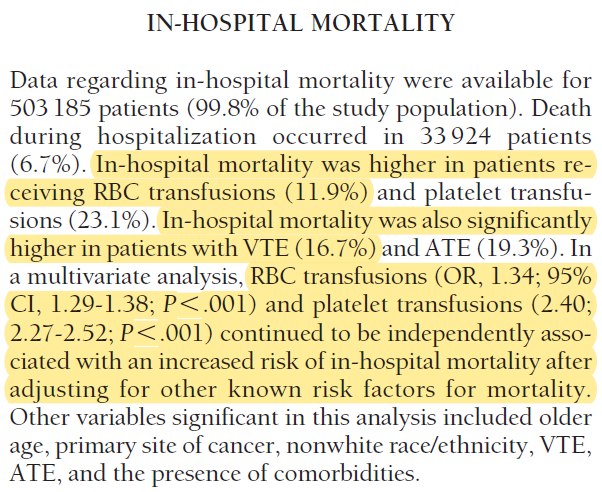 IN-HOSPITAL MORTALITY
Data regarding in-hospital mortality were available for
503 185 patients (99.8% of the study population). Death
during hospitalization occurred in 33 924 patients
(6.7%). In-hospital mortality was higher in patients re-
ceiving RBC transfusions (11.9%) and platelet transfu-
sions (23.1%). In-hospital mortality was also significantly
higher in patients with VTE (16.7%) and ATE (19.3%). In
a multivariate analysis, RBC transfusions (OR, 1.34; 95%
CI, 1.29-1.38; P<.001) and platelet transfusions (2.40;
2.27-2.52; P<.001) continued to be independently asso-
ciated with an increased risk of in-hospital mortality after
adjusting for other known risk factors for mortality.
Other variables significant in this analysis included older
age, primary site of cancer, nonwhite race/ethnicity, VTE,
ATE, and the presence of comorbidities.